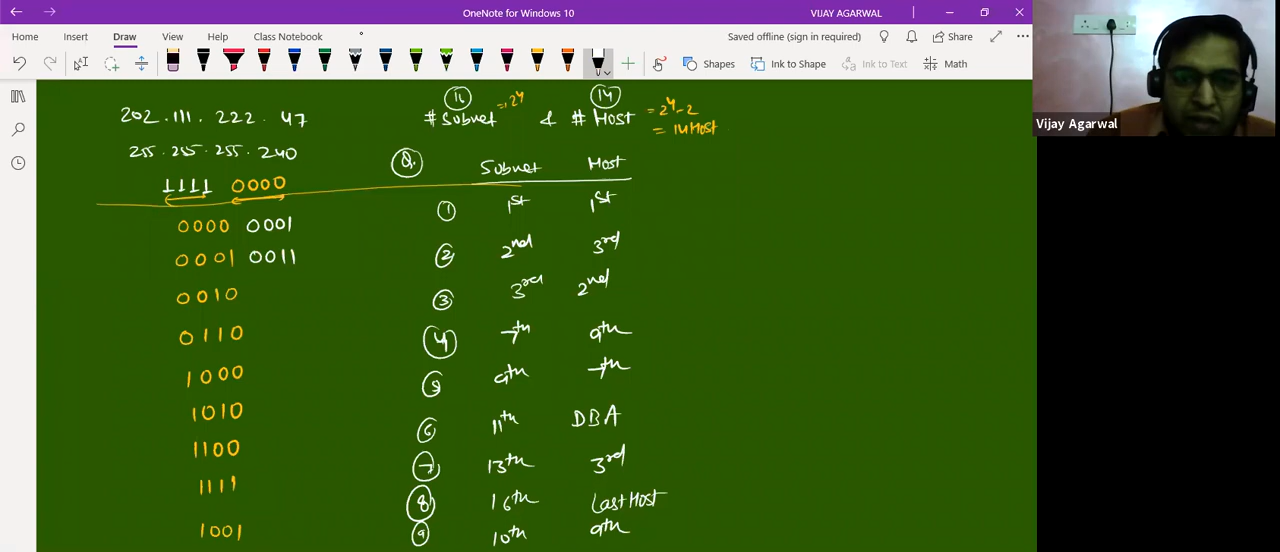 OneNote for Windows 10
VIJAY AGARWAL
Home Insert Draw View Help Class Notebook
Saved offline (sign in required) Share
Shapes Ink to Shape Ink to Text Math
202.111.222.47
255.255.255.240
1111 0000
0000 0001
0001 0011
0010
0110
1000
1010
1100
1111
1001
16 14
#Subnet = 2^4 & #Host = 2^4-2
= 14 Host
Q. Subnet Host
1 1st 1st
2 2nd 3rd
3 3rd 2nd
4 7th 9th
5 9th 7th
6 11th DBA
7 13th 3rd
8 16th Last Host
9 10th 9th
Vijay Agarwal